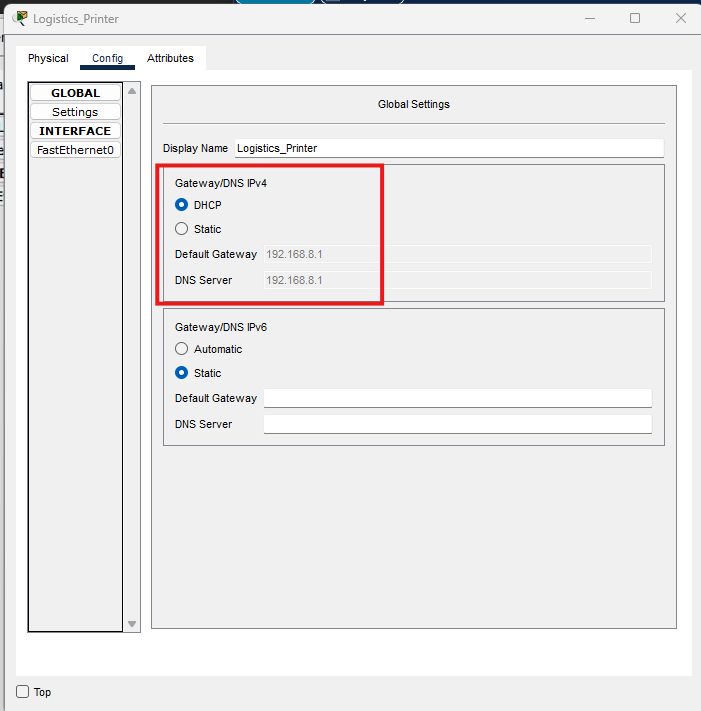 Logistics_Printer
Physical Config Attributes
GLOBAL
Settings
INTERFACE
FastEthernet0
Global Settings
Display Name Logistics_Printer
Gateway/DNS IPv4
DHCP
Static
Default Gateway 192.168.8.1
DNS Server 192.168.8.1
Gateway/DNS IPv6
Automatic
Static
Default Gateway
DNS Server
Top